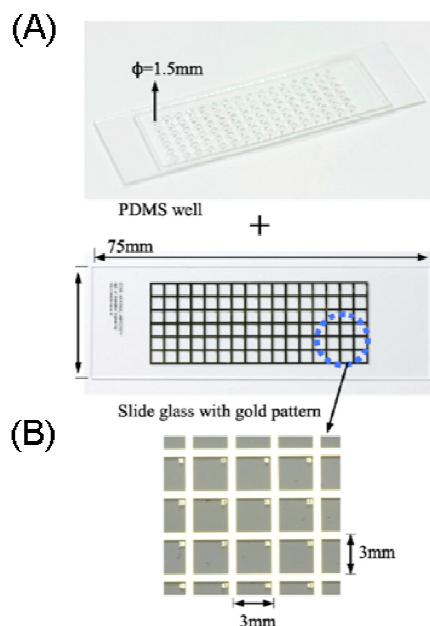 (A)
ϕ=1.5mm
PDMS well
+
75mm
Slide glass with gold pattern
(B)
3mm
3mm